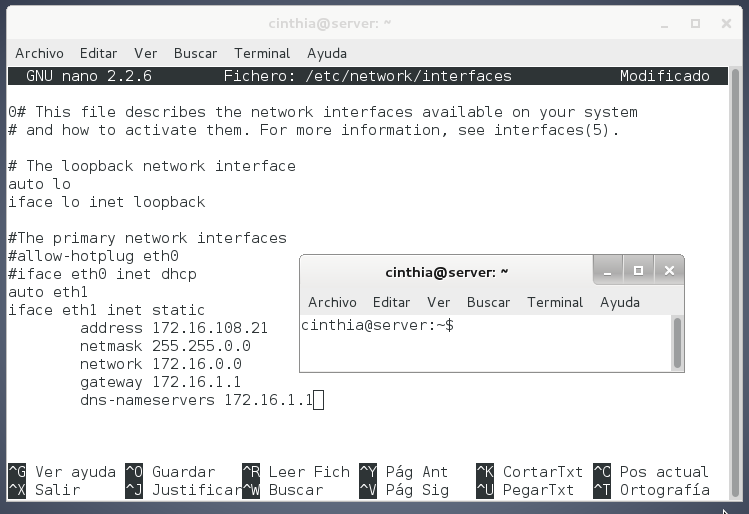 cinthia@server: ~
Archivo Editar Ver Buscar Terminal Ayuda
GNU nano 2.2.6 Fichero: /etc/network/interfaces Modificado
0# This file describes the network interfaces available on your system
# and how to activate them. For more information, see interfaces(5).
# The loopback network interface
auto lo
iface lo inet loopback
#The primary network interfaces
#allow-hotplug eth0
#iface eth0 inet dhcp
auto eth1
iface eth1 inet static
address 172.16.108.21
netmask 255.255.0.0
network 172.16.0.0
gateway 172.16.1.1
dns-nameservers 172.16.1.1
cinthia@server: ~
Archivo Editar Ver Buscar Terminal Ayuda
cinthia@server:~$
^G Ver ayuda ^O Guardar ^R Leer Fich ^Y Pág Ant ^K CortarTxt ^C Pos actual
^X Salir ^J Justificar ^W Buscar ^V Pág Sig ^U PegarTxt ^T Ortografía